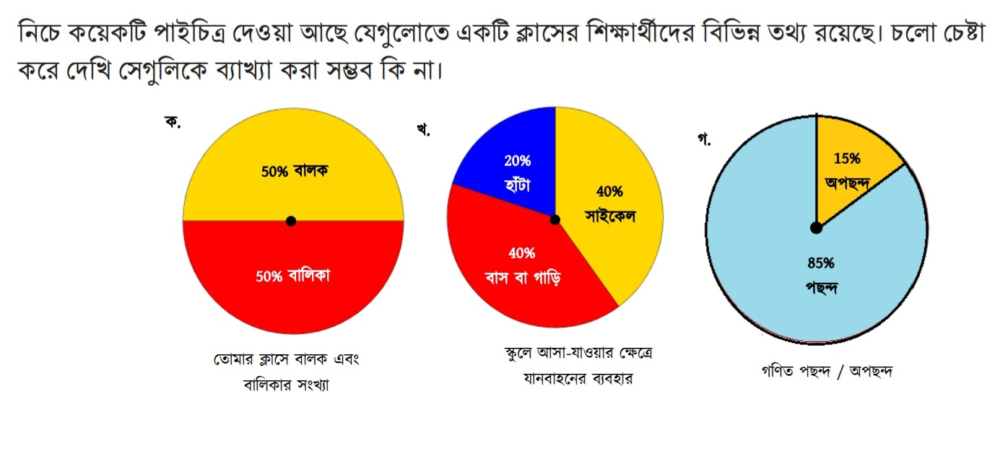 নিচে কয়েকটি পাইচিত্র দেওয়া আছে যেগুলোতে একটি ক্লাসের শিক্ষার্থীদের বিভিন্ন তথ্য রয়েছে। চলো চেষ্টা
করে দেখি সেগুলিকে ব্যাখ্যা করা সম্ভব কি না।
ক.
50% বালক
50% বালিকা
তোমার ক্লাসে বালক এবং
বালিকার সংখ্যা
খ.
20%
হাঁটা
40%
সাইকেল
40%
বাস বা গাড়ি
স্কুলে আসা-যাওয়ার ক্ষেত্রে
যানবাহনের ব্যবহার
গ.
15%
অপছন্দ
85%
পছন্দ
গণিত পছন্দ / অপছন্দ